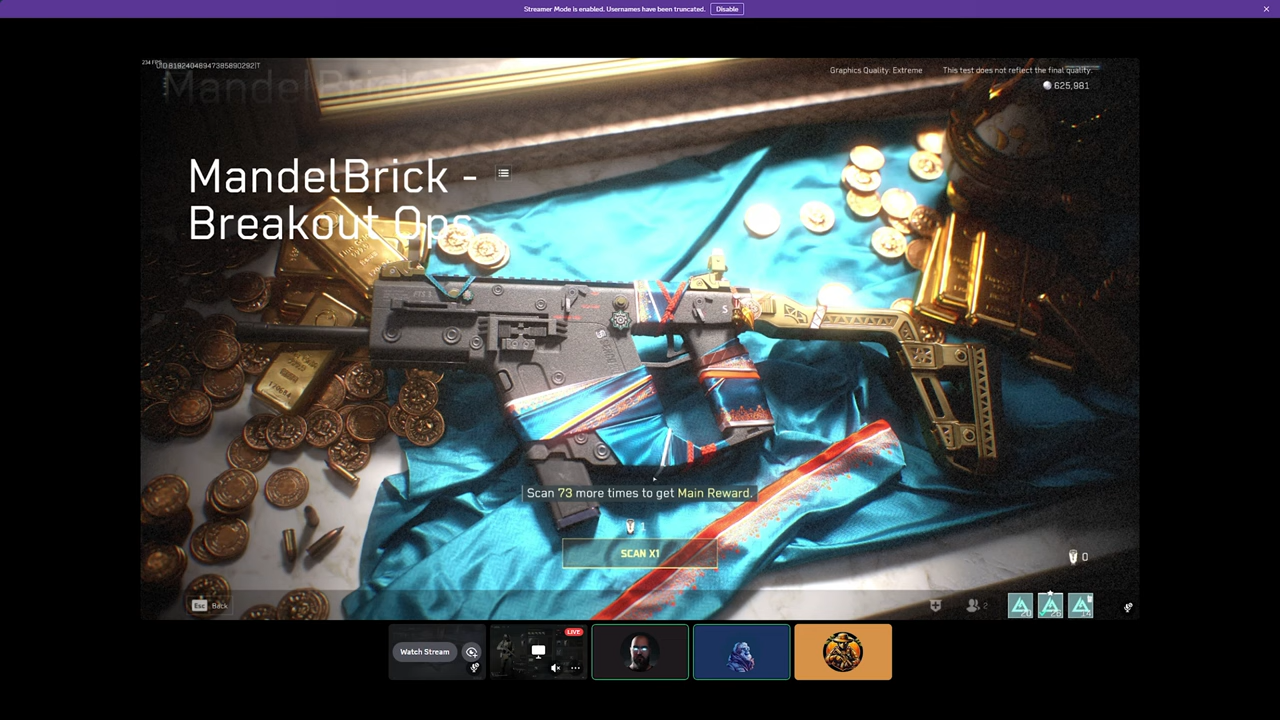 Streamer Mode is enabled. Usernames have been truncated. Disable
234 FPS
Graphics Quality: Extreme This test does not reflect the final quality.
625,981
MandelBrick -
Breakout Ops
Scan 73 more times to get Main Reward.
1
SCAN X1
0
Esc Back
2
Watch Stream
LIVE